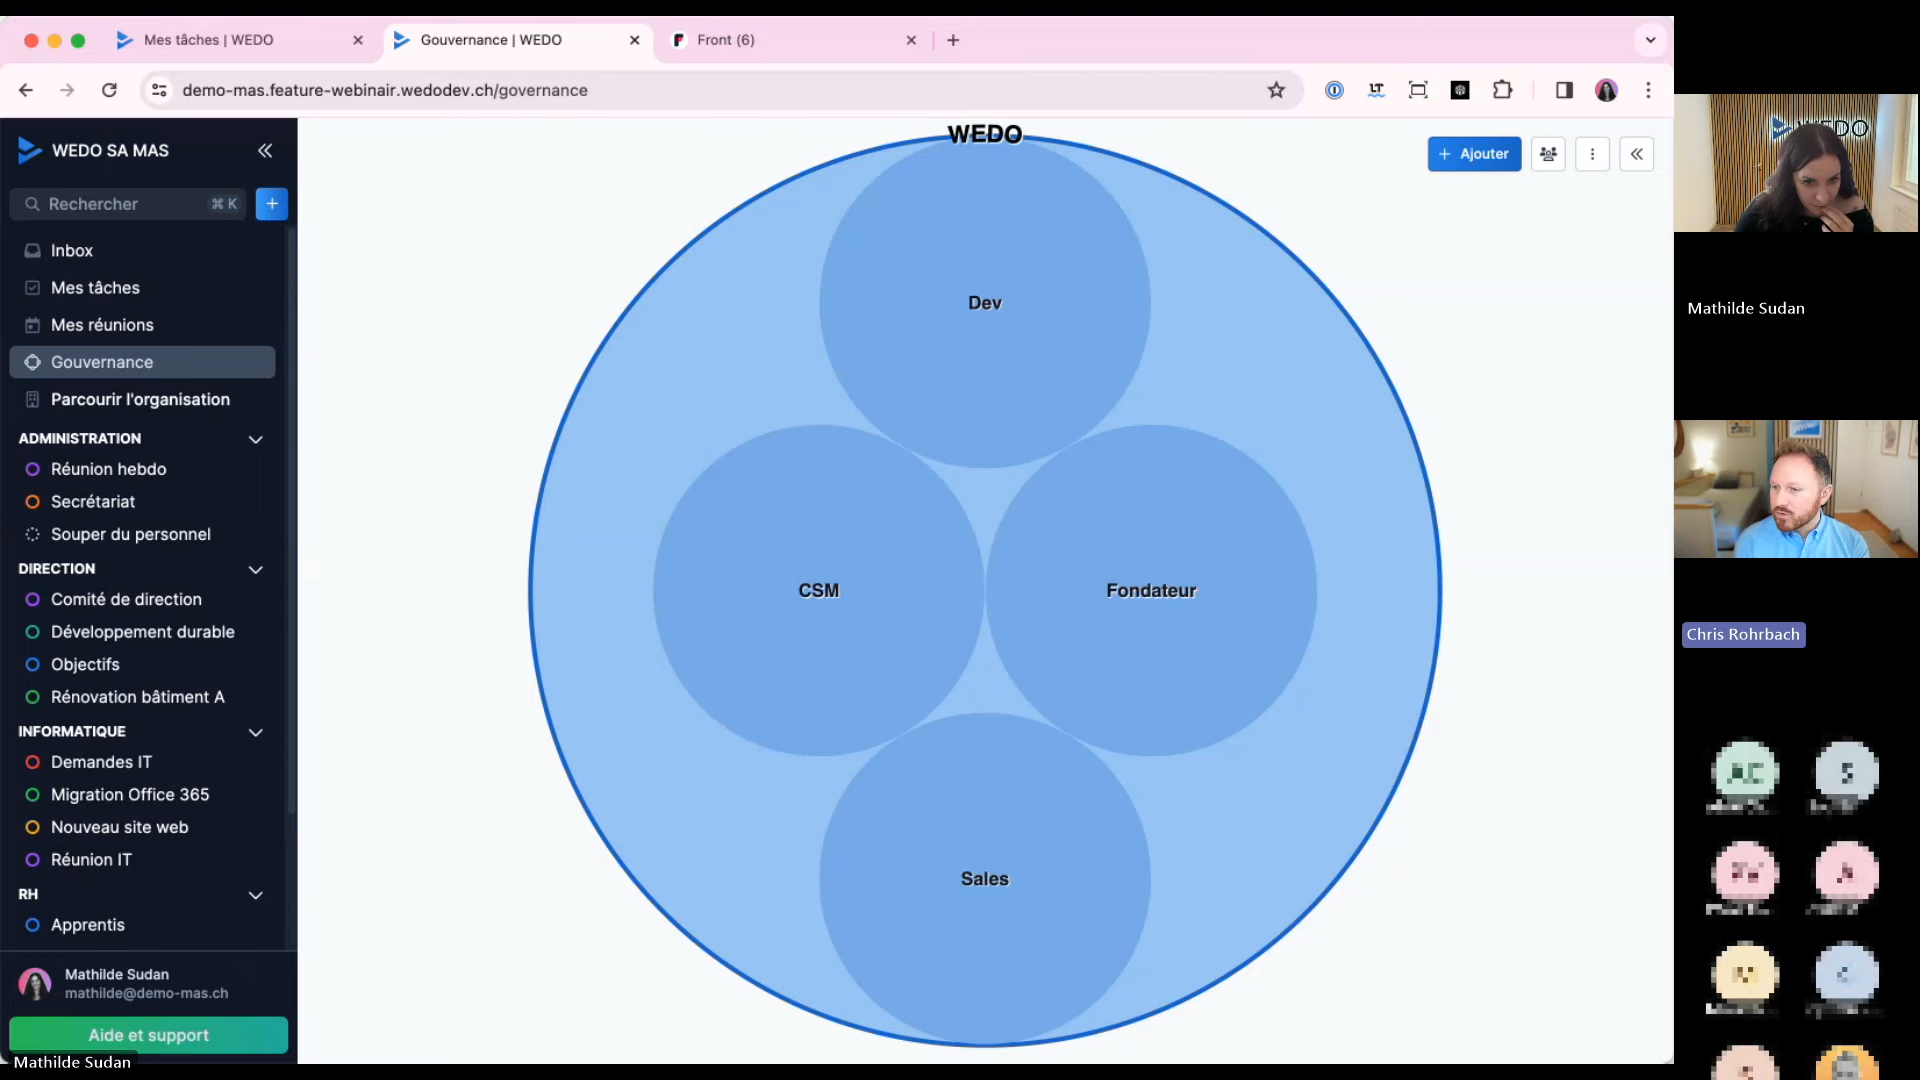 Mes tâches | WEDO
Gouvernance | WEDO
Front (6)
demo-mas.feature-webinair.wedodev.ch/governance
WEDO SA MAS
Rechercher
⌘ K
Inbox
Mes tâches
Mes réunions
Gouvernance
Parcourir l'organisation
ADMINISTRATION
Réunion hebdo
Secrétariat
Souper du personnel
DIRECTION
Comité de direction
Développement durable
Objectifs
Rénovation bâtiment A
INFORMATIQUE
Demandes IT
Migration Office 365
Nouveau site web
Réunion IT
RH
Apprentis
Mathilde Sudan
mathilde@demo-mas.ch
Aide et support
Mathilde Sudan
WEDO
Dev
CSM
Fondateur
Sales
+ Ajouter
LT
WEDO
Mathilde Sudan
Chris Rohrbach
AC
S